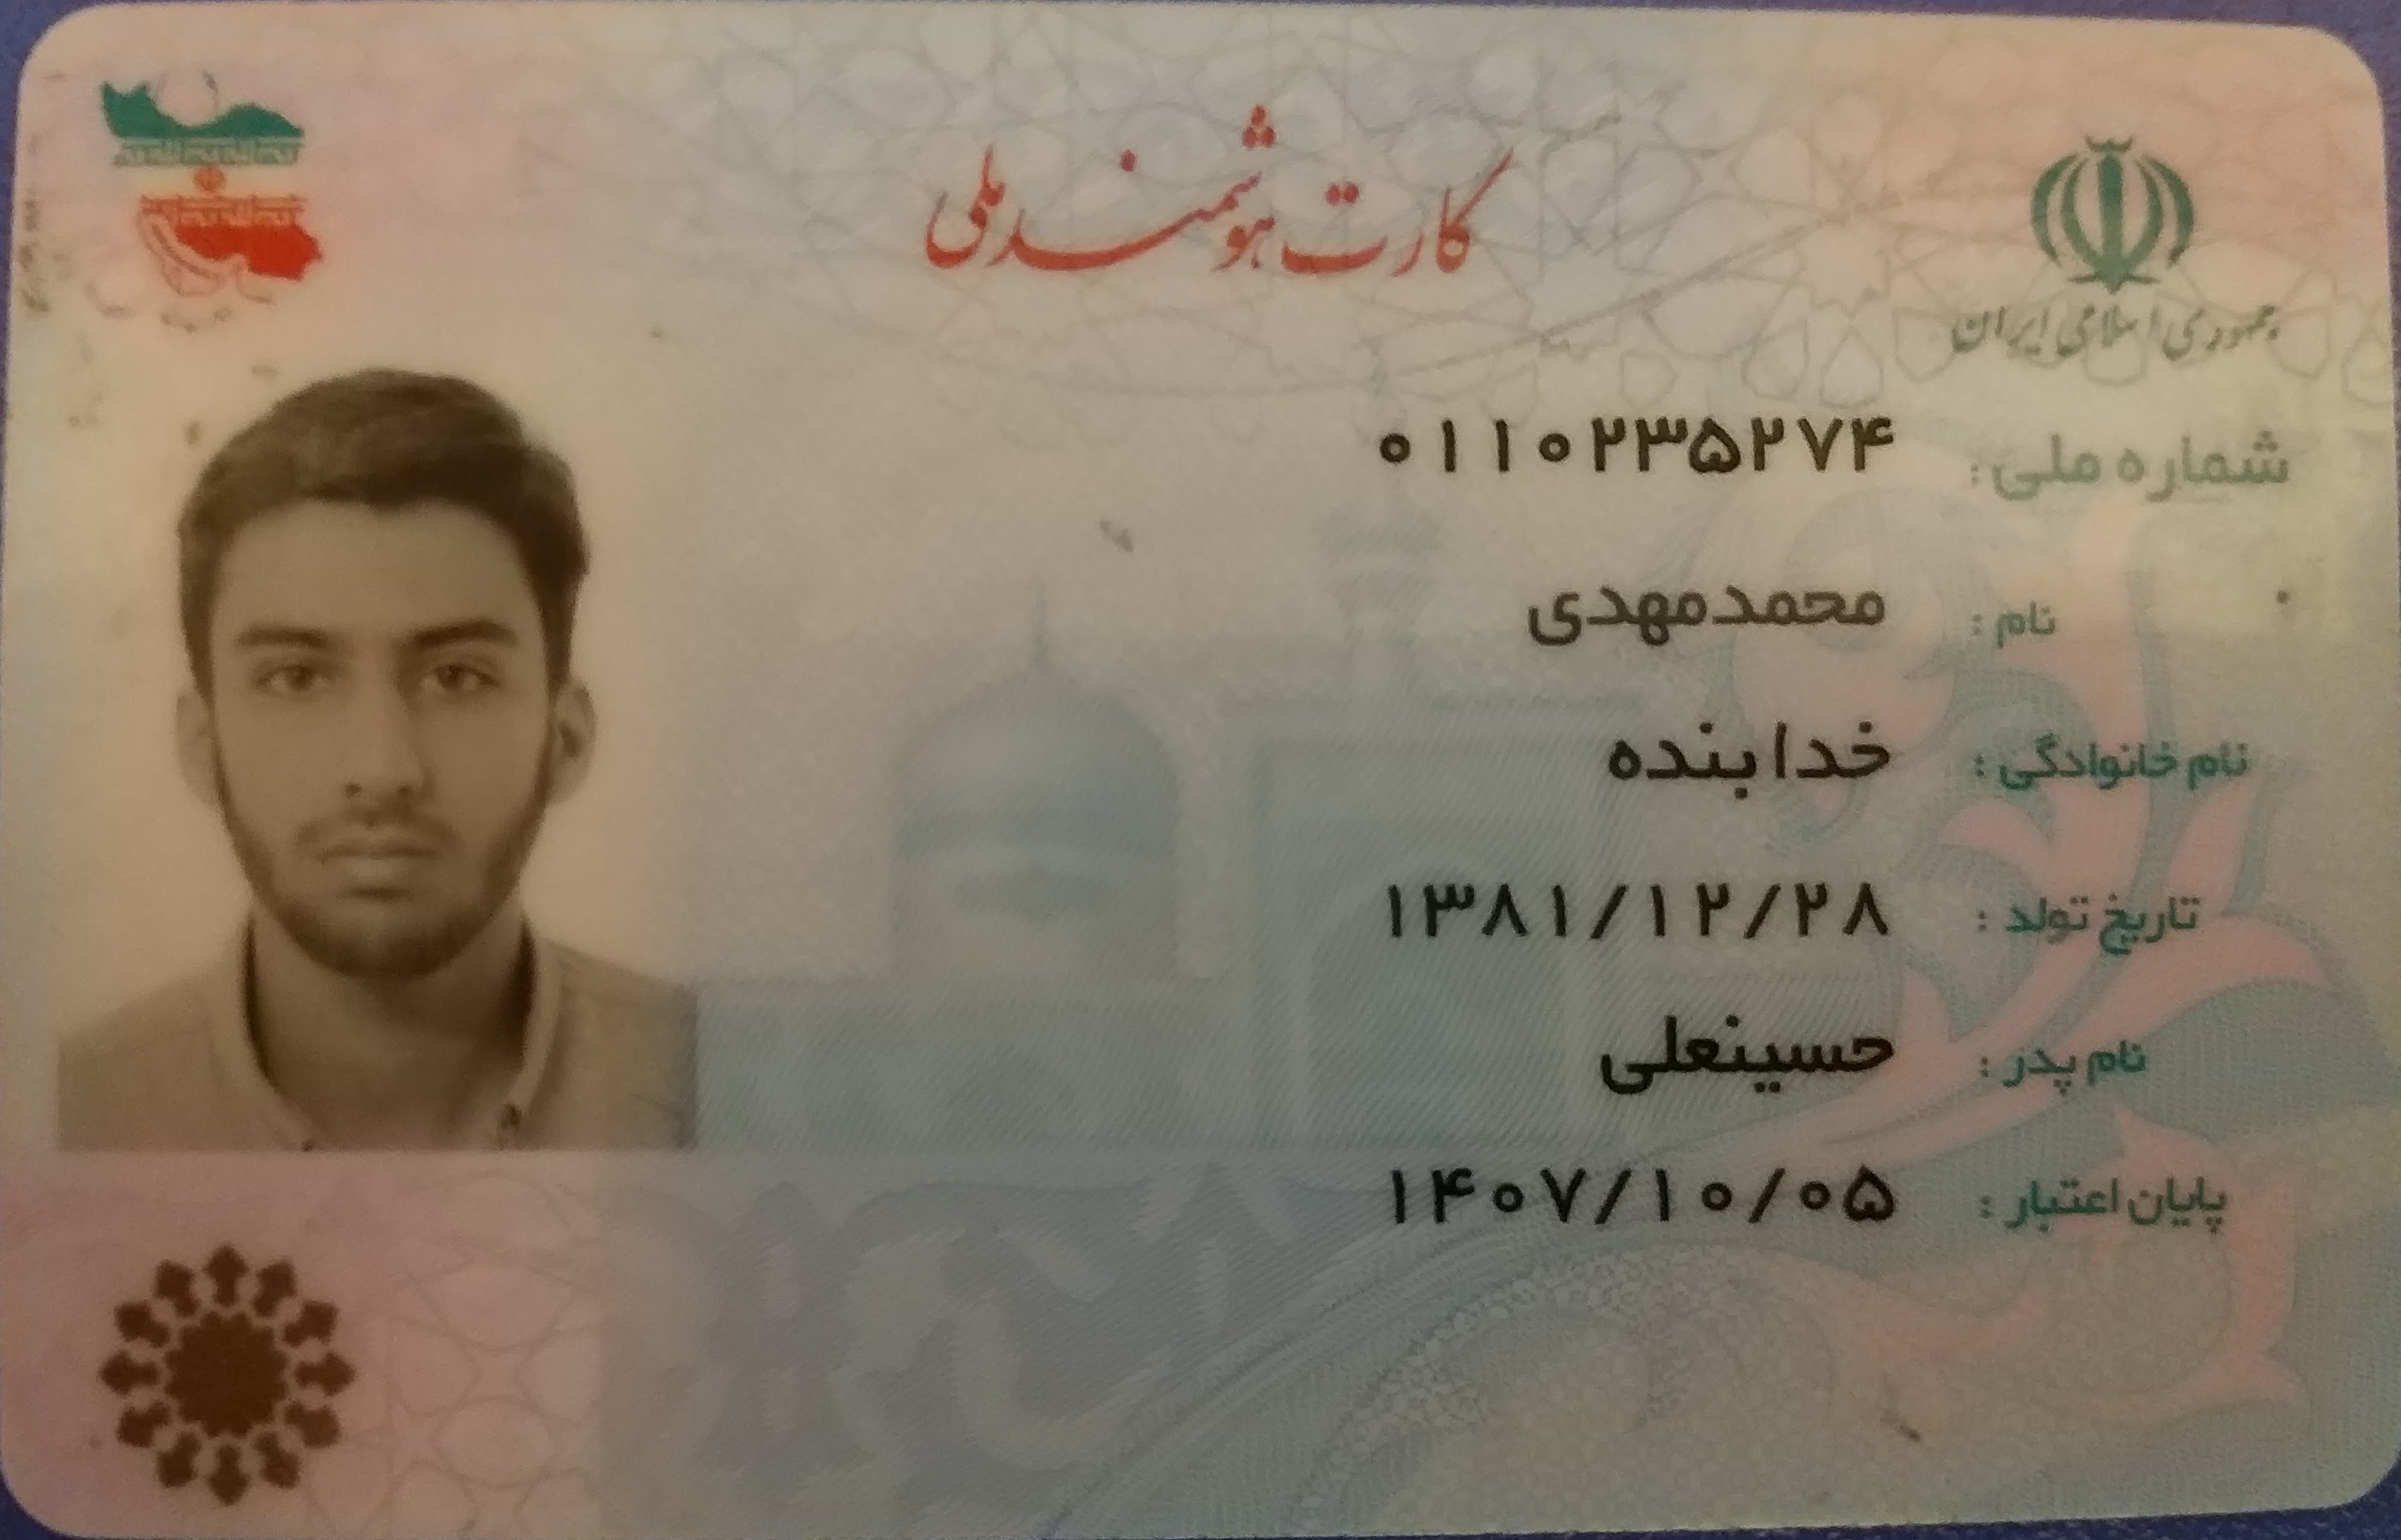 کارت هوشمند ملی
جمهوری اسلامی ایران
شماره ملی: ۰۱۱۰۲۳۵۲۷۴
نام: محمدمهدی
نام خانوادگی: خدابنده
تاریخ تولد: ۱۳۸۱/۱۲/۲۸
نام پدر: حسینعلی
پایان اعتبار: ۱۴۰۷/۱۰/۰۵